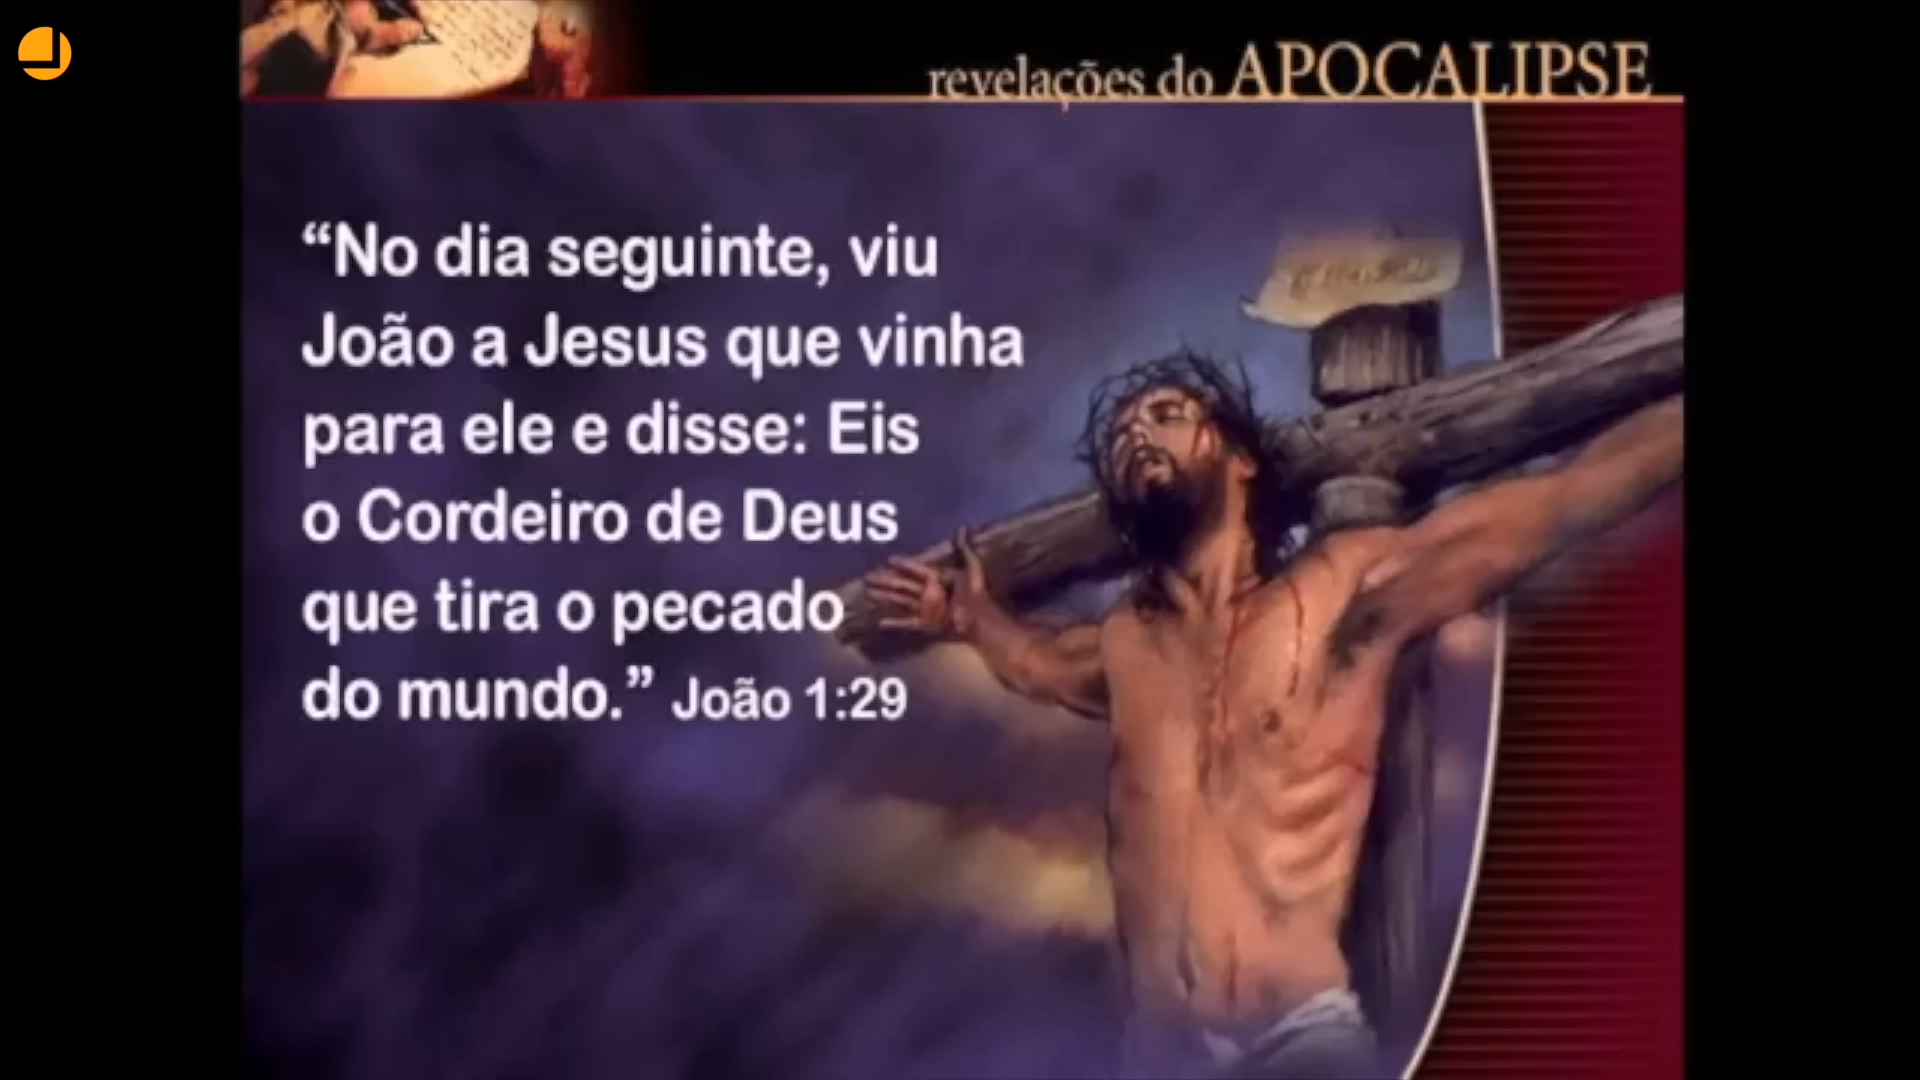 revelações do APOCALIPSE
“No dia seguinte, viu
João a Jesus que vinha
para ele e disse: Eis
o Cordeiro de Deus
que tira o pecado
do mundo.” João 1:29